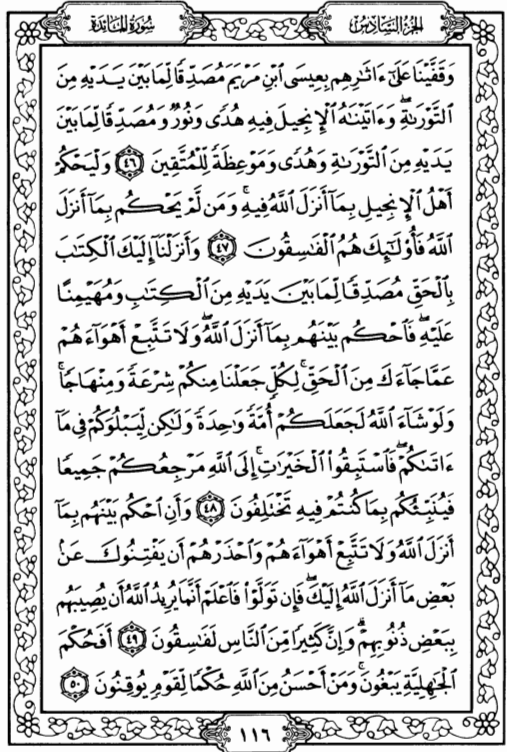 الجزء السادس
سورة المائدة
وَقَفَّيْنَا عَلَىٰٓ ءَاثَٰرِهِم بِعِيسَى ٱبْنِ مَرْيَمَ مُصَدِّقًا لِّمَا بَيْنَ يَدَيْهِ مِنَ
ٱلتَّوْرَىٰةِ ۖ وَءَاتَيْنَٰهُ ٱلْإِنجِيلَ فِيهِ هُدًى وَنُورٌ وَمُصَدِّقًا لِّمَا بَيْنَ
يَدَيْهِ مِنَ ٱلتَّوْرَىٰةِ وَهُدًى وَمَوْعِظَةً لِّلْمُتَّقِينَ ٤٦ وَلْيَحْكُمْ
أَهْلُ ٱلْإِنجِيلِ بِمَآ أَنزَلَ ٱللَّهُ فِيهِ ۚ وَمَن لَّمْ يَحْكُم بِمَآ أَنزَلَ
ٱللَّهُ فَأُو۟لَٰٓئِكَ هُمُ ٱلْفَٰسِقُونَ ٤٧ وَأَنزَلْنَآ إِلَيْكَ ٱلْكِتَٰبَ
بِٱلْحَقِّ مُصَدِّقًا لِّمَا بَيْنَ يَدَيْهِ مِنَ ٱلْكِتَٰبِ وَمُهَيْمِنًا
عَلَيْهِ ۖ فَٱحْكُم بَيْنَهُم بِمَآ أَنزَلَ ٱللَّهُ ۖ وَلَا تَتَّبِعْ أَهْوَآءَهُمْ
عَمَّا جَآءَكَ مِنَ ٱلْحَقِّ ۚ لِكُلٍّ جَعَلْنَا مِنكُمْ شِرْعَةً وَمِنْهَاجًا ۚ
وَلَوْ شَآءَ ٱللَّهُ لَجَعَلَكُمْ أُمَّةً وَٰحِدَةً وَلَٰكِن لِّيَبْلُوَكُمْ فِى مَآ
ءَاتَىٰكُمْ ۖ فَٱسْتَبِقُوا۟ ٱلْخَيْرَٰتِ ۚ إِلَى ٱللَّهِ مَرْجِعُكُمْ جَمِيعًا
فَيُنَبِّئُكُم بِمَا كُنتُمْ فِيهِ تَخْتَلِفُونَ ٤٨ وَأَنِ ٱحْكُم بَيْنَهُم بِمَآ
أَنزَلَ ٱللَّهُ وَلَا تَتَّبِعْ أَهْوَآءَهُمْ وَٱحْذَرْهُمْ أَن يَفْتِنُوكَ عَنۢ
بَعْضِ مَآ أَنزَلَ ٱللَّهُ إِلَيْكَ ۖ فَإِن تَوَلَّوْا۟ فَٱعْلَمْ أَنَّمَا يُرِيدُ ٱللَّهُ أَن يُصِيبَهُم
بِبَعْضِ ذُنُوبِهِمْ ۗ وَإِنَّ كَثِيرًا مِّنَ ٱلنَّاسِ لَفَٰسِقُونَ ٤٩ أَفَحُكْمَ
ٱلْجَٰهِلِيَّةِ يَبْغُونَ ۚ وَمَنْ أَحْسَنُ مِنَ ٱللَّهِ حُكْمًا لِّقَوْمٍ يُوقِنُونَ ٥٠
١١٦